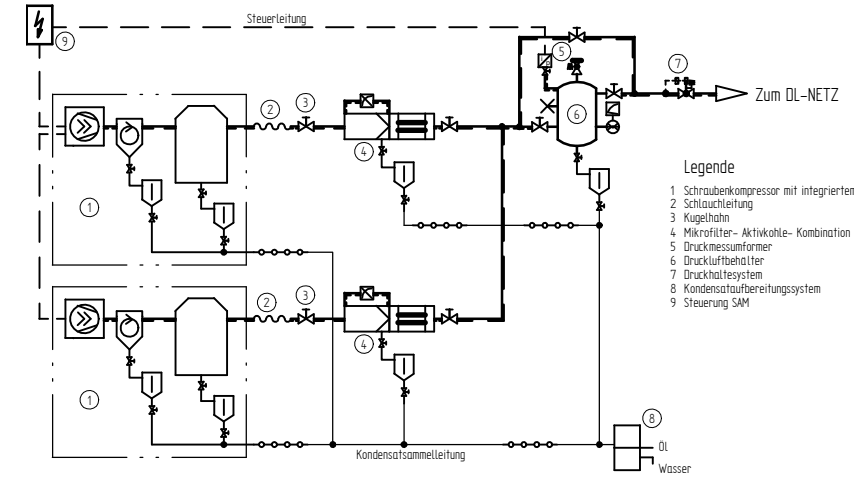 Steuerleitung
9
5
7
2
3
Zum DL-NETZ
6
4
1
Legende
1 Schraubenkompressor mit integriertem
2 Schlauchleitung
3 Kugelhahn
4 Mikrofilter- Aktivkohle- Kombination
5 Druckmessumformer
6 Druckluftbehälter
7 Druckhaltesystem
8 Kondensataufbereitungssystem
9 Steuerung SAM
2
3
4
1
8
Öl
Kondensatsammelleitung
Wasser